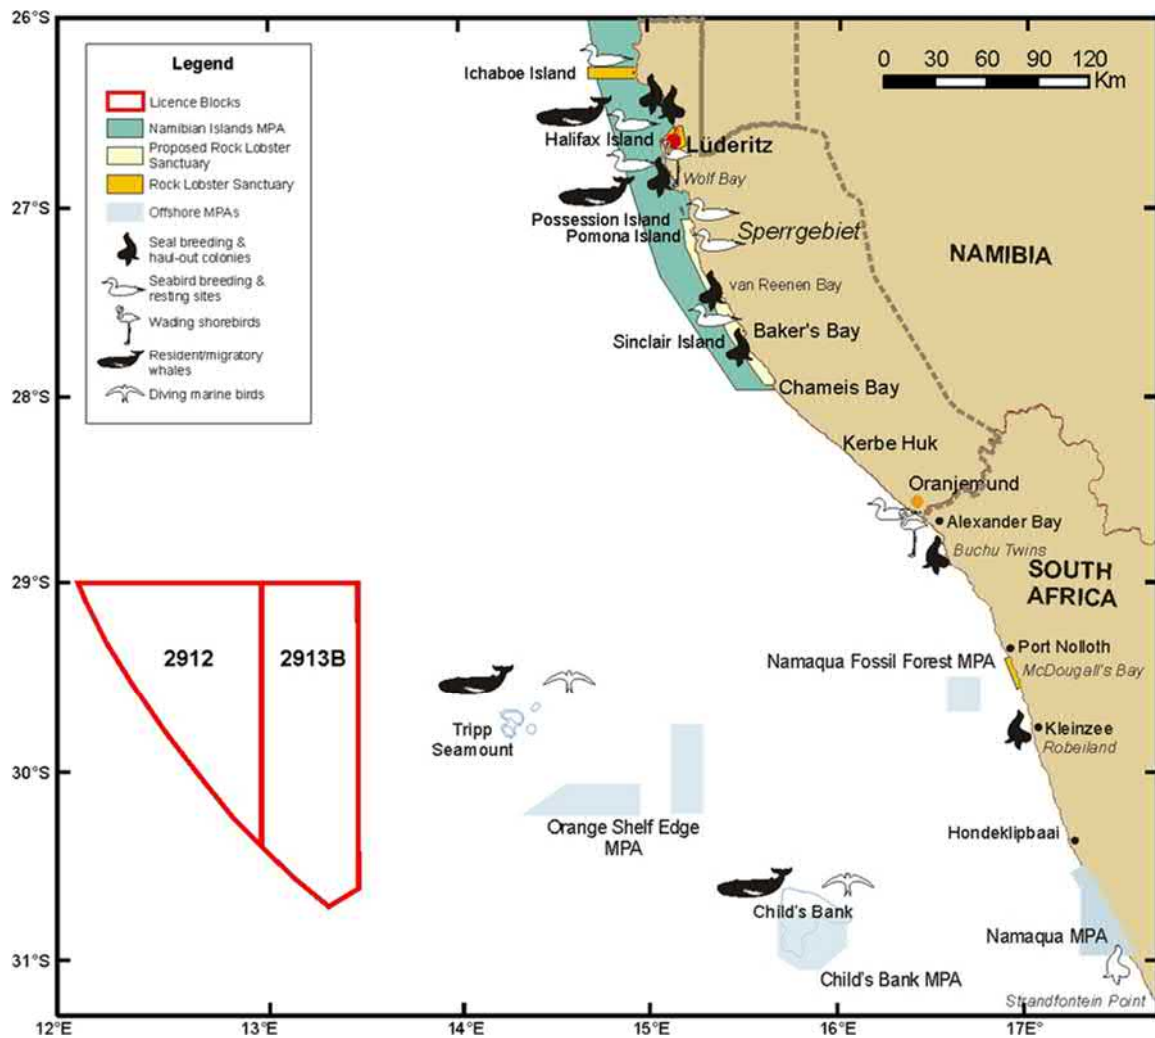 26°S
27°S
28°S
29°S
30°S
31°S
12°E
13°E
14°E
15°E
16°E
17°E
Legend
Licence Blocks
Namibian Islands MPA
Proposed Rock Lobster
Sanctuary
Rock Lobster Sanctuary
Offshore MPAs
Seal breeding &
haul-out colonies
Seabird breeding &
resting sites
Wading shorebirds
Resident/migratory
whales
Diving marine birds
0 30 60 90 120
Km
Ichaboe Island
Halifax Island
Lüderitz
Wolf Bay
Possession Island
Pomona Island
Sperrgebiet
NAMIBIA
van Reenen Bay
Baker's Bay
Sinclair Island
Chameis Bay
Kerbe Huk
Oranjemund
Alexander Bay
Buchu Twins
SOUTH
AFRICA
2912
2913B
Port Nolloth
Namaqua Fossil Forest MPA
McDougall's Bay
Tripp
Seamount
Kleinzee
Robeiland
Orange Shelf Edge
MPA
Hondeklipbaai
Child's Bank
Namaqua MPA
Child's Bank MPA
Strandfontein Point